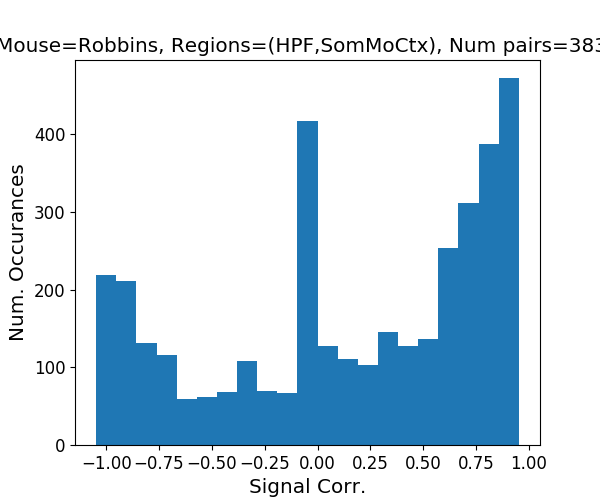 Mouse=Robbins, Regions=(HPF,SomMoCtx), Num pairs=383
Num. Occurances
400
300
200
100
0
−1.00 −0.75 −0.50 −0.25 0.00 0.25 0.50 0.75 1.00
Signal Corr.